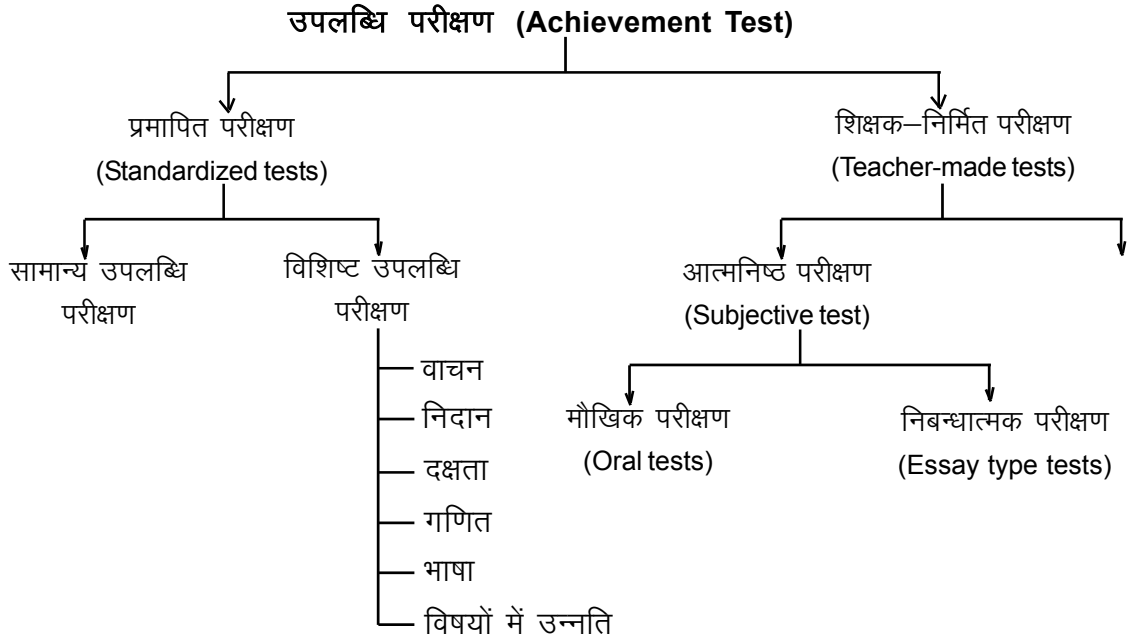 उपलब्धि परीक्षण (Achievement Test)
प्रमापित परीक्षण
(Standardized tests)
शिक्षक–निर्मित परीक्षण
(Teacher-made tests)
सामान्य उपलब्धि
परीक्षण
विशिष्ट उपलब्धि
परीक्षण
आत्मनिष्ठ परीक्षण
(Subjective test)
वाचन
निदान
दक्षता
गणित
भाषा
विषयों में उन्नति
मौखिक परीक्षण
(Oral tests)
निबन्धात्मक परीक्षण
(Essay type tests)